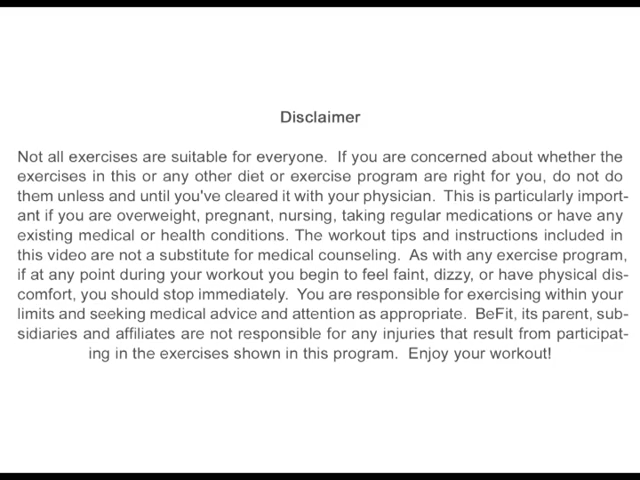 Disclaimer
Not all exercises are suitable for everyone.  If you are concerned about whether the
exercises in this or any other diet or exercise program are right for you, do not do
them unless and until you've cleared it with your physician.  This is particularly import-
ant if you are overweight, pregnant, nursing, taking regular medications or have any
existing medical or health conditions. The workout tips and instructions included in
this video are not a substitute for medical counseling.  As with any exercise program,
if at any point during your workout you begin to feel faint, dizzy, or have physical dis-
comfort, you should stop immediately.  You are responsible for exercising within your
limits and seeking medical advice and attention as appropriate.  BeFit, its parent, sub-
sidiaries and affiliates are not responsible for any injuries that result from participat-
ing in the exercises shown in this program.  Enjoy your workout!